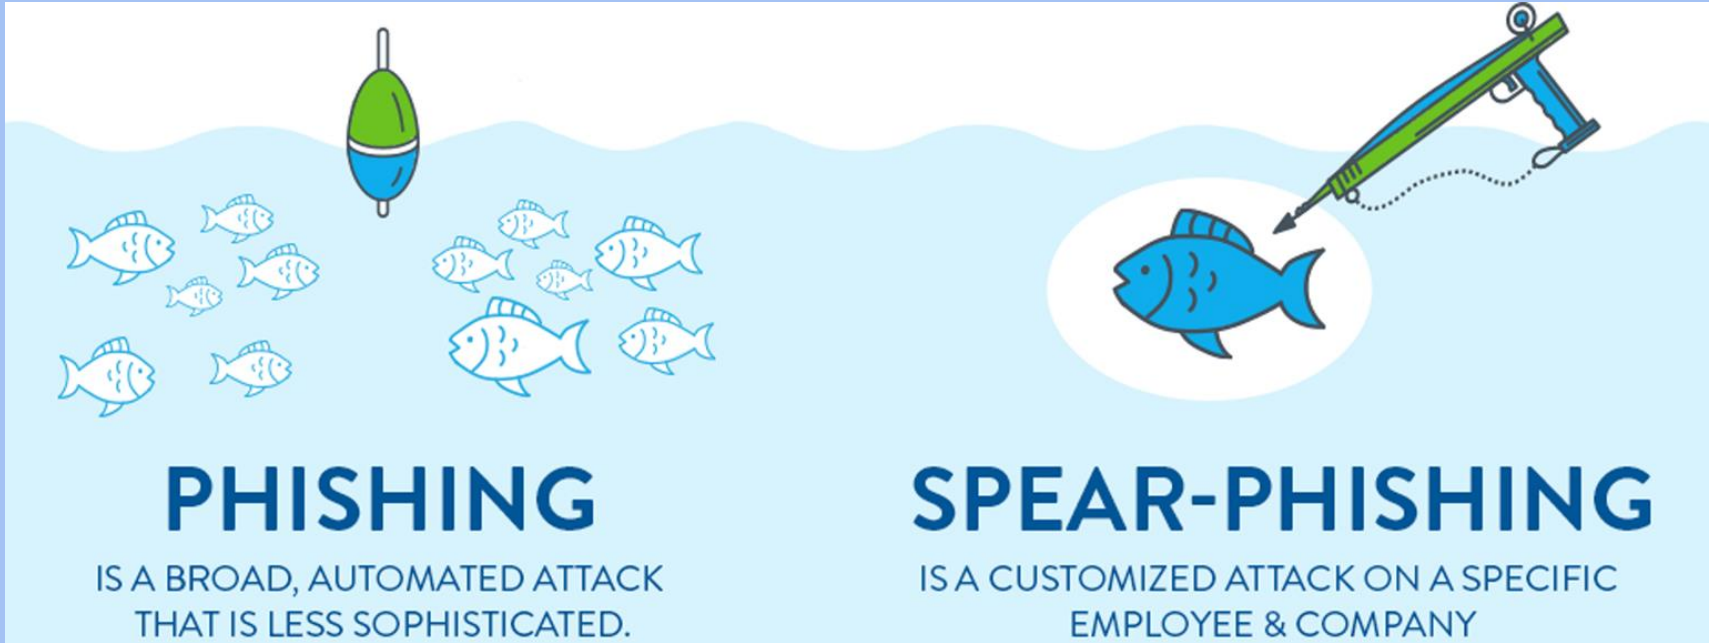 PHISHING
IS A BROAD, AUTOMATED ATTACK
THAT IS LESS SOPHISTICATED.
SPEAR-PHISHING
IS A CUSTOMIZED ATTACK ON A SPECIFIC
EMPLOYEE & COMPANY